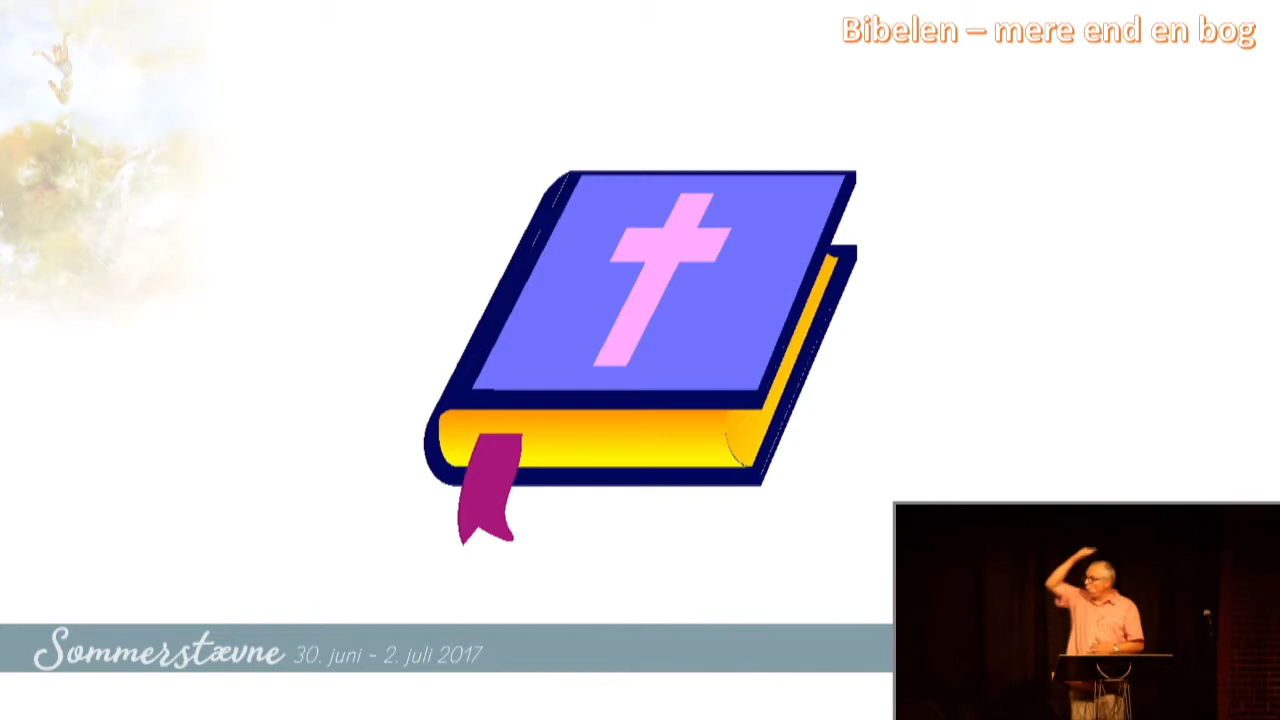 Bibelen – mere end en bog
Sommerstævne 30. juni - 2. juli 2017